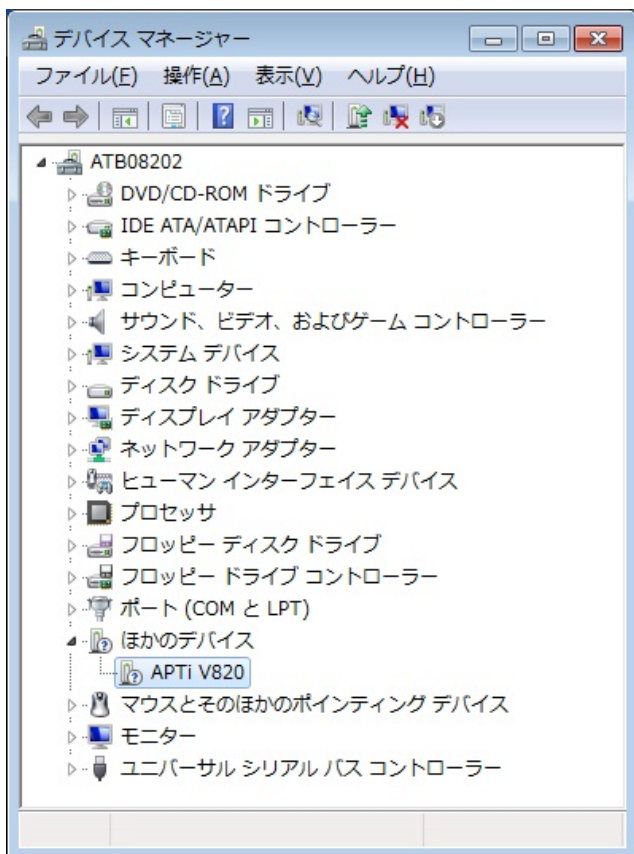 デバイス マネージャー
ファイル(F) 操作(A) 表示(V) ヘルプ(H)
ATB08202
DVD/CD-ROM ドライブ
IDE ATA/ATAPI コントローラー
キーボード
コンピューター
サウンド、ビデオ、およびゲーム コントローラー
システム デバイス
ディスク ドライブ
ディスプレイ アダプター
ネットワーク アダプター
ヒューマン インターフェイス デバイス
プロセッサ
フロッピー ディスク ドライブ
フロッピー ドライブ コントローラー
ポート (COM と LPT)
ほかのデバイス
APTi V820
マウスとそのほかのポインティング デバイス
モニター
ユニバーサル シリアル バス コントローラー